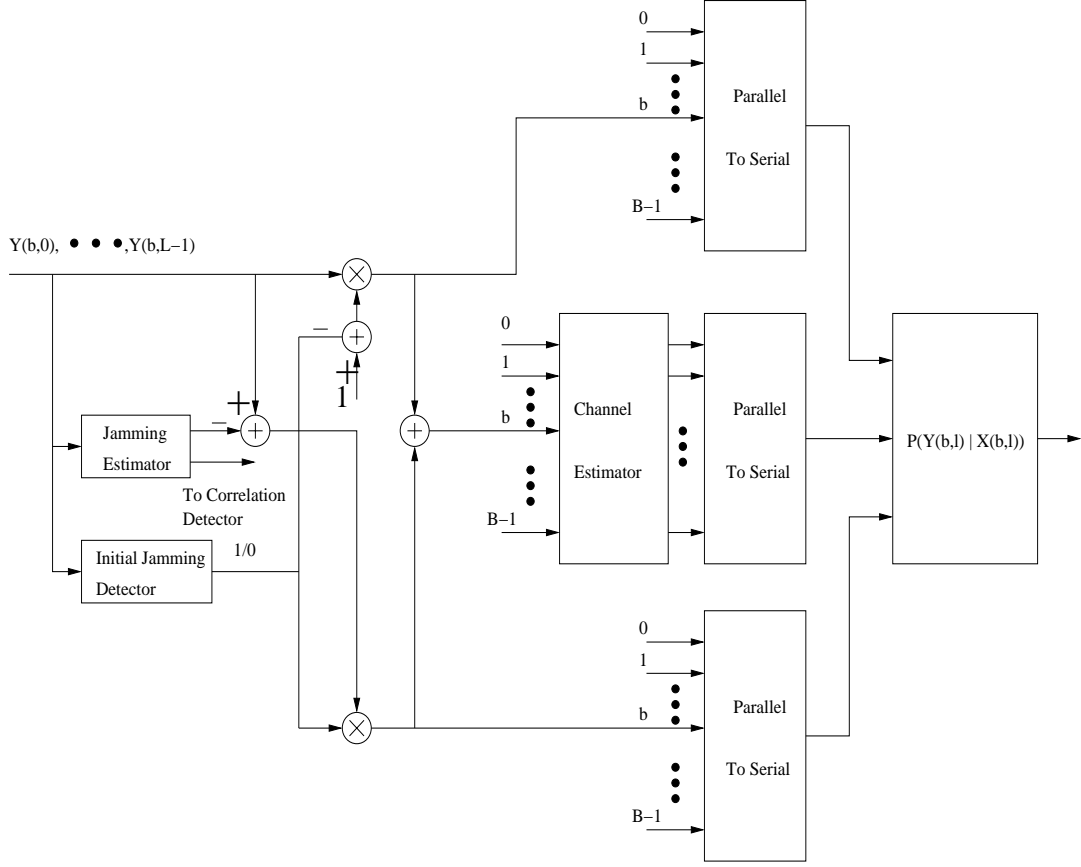 0
1
b
B−1
Parallel
To Serial
Y(b,0), • • • ,Y(b,L−1)
×
−
+
+
1
0
1
b
B−1
Channel
Estimator
Parallel
To Serial
P(Y(b,l) | X(b,l))
+
−
+
+
Jamming
Estimator
To Correlation
Detector
Initial Jamming
Detector
1/0
×
0
1
b
B−1
Parallel
To Serial